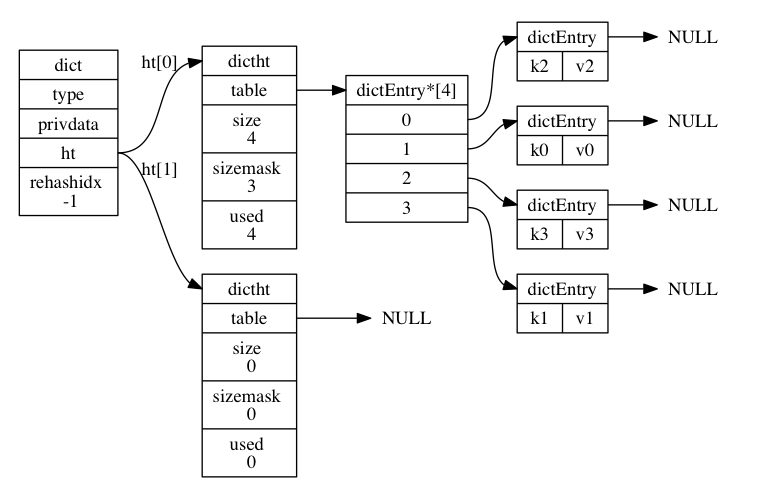 dict
type
privdata
ht
rehashidx
-1
ht[0]
ht[1]
dictht
table
size
4
sizemask
3
used
4
dictht
table
size
0
sizemask
0
used
0
NULL
dictEntry*[4]
0
1
2
3
dictEntry
k2 v2
NULL
dictEntry
k0 v0
NULL
dictEntry
k3 v3
NULL
dictEntry
k1 v1
NULL